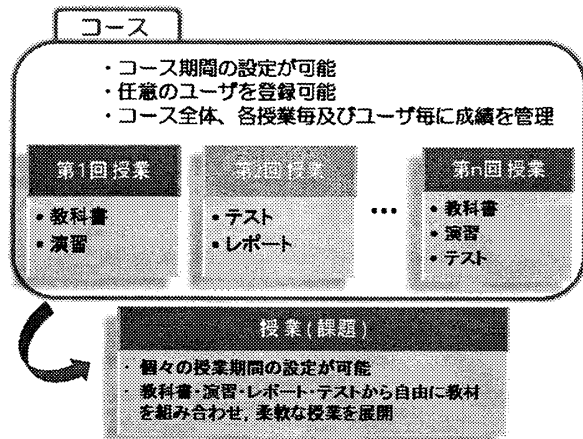 コース
・コース期間の設定が可能
・任意のユーザを登録可能
・コース全体、各授業毎及びユーザ毎に成績を管理
第1回授業
・教科書
・演習
第2回授業
・テスト
・レポート
…
第n回授業
・教科書
・演習
・テスト
授業(課題)
・個々の授業期間の設定が可能
・教科書・演習・レポート・テストから自由に教材
を組み合わせ，柔軟な授業を展開